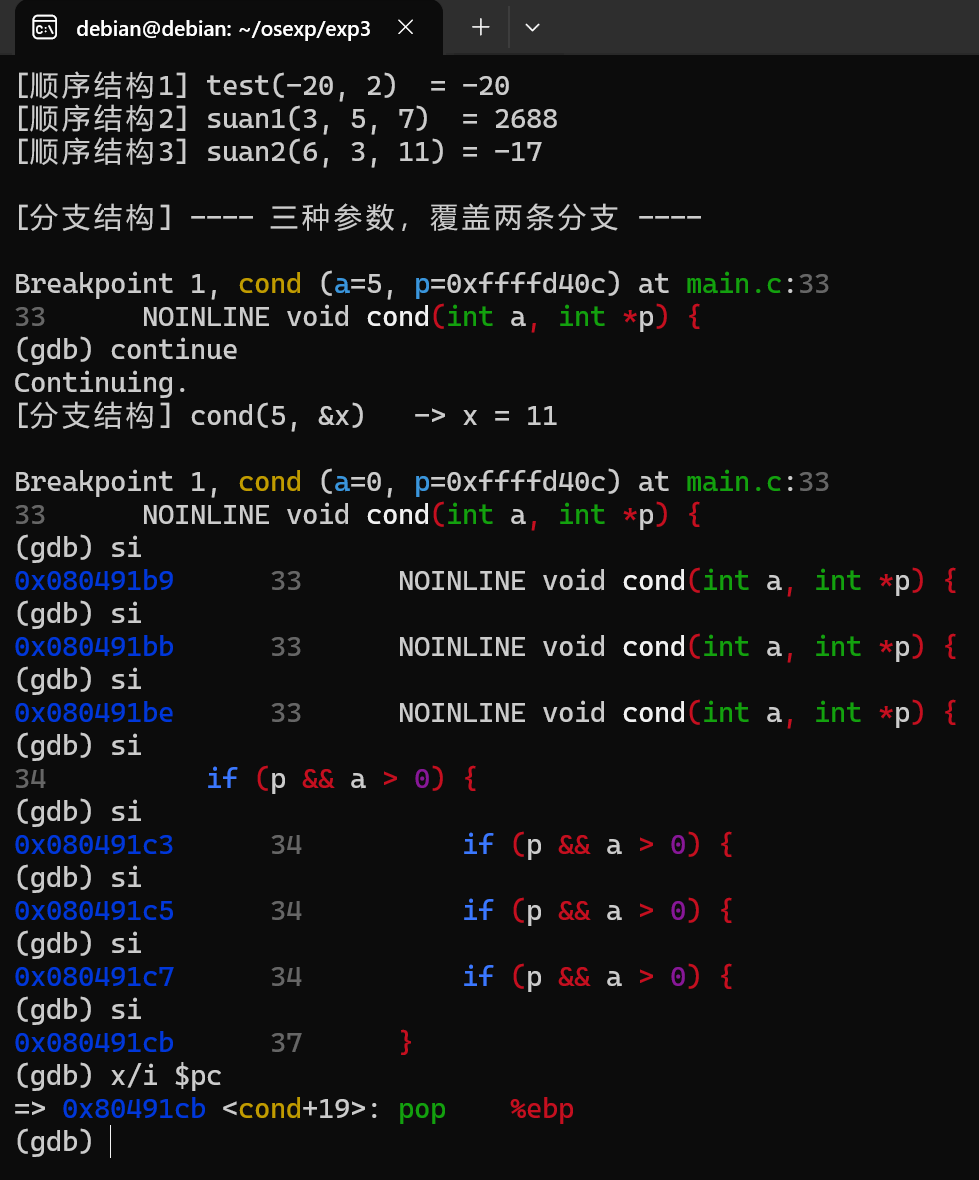 debian@debian: ~/osexp/exp3
[顺序结构1] test(-20, 2)  = -20
[顺序结构2] suan1(3, 5, 7)  = 2688
[顺序结构3] suan2(6, 3, 11) = -17
[分支结构] ---- 三种参数, 覆盖两条分支 ----
Breakpoint 1, cond (a=5, p=0xffffd40c) at main.c:33
33      NOINLINE void cond(int a, int *p) {
(gdb) continue
Continuing.
[分支结构] cond(5, &x)   -> x = 11
Breakpoint 1, cond (a=0, p=0xffffd40c) at main.c:33
33      NOINLINE void cond(int a, int *p) {
(gdb) si
0x080491b9      33      NOINLINE void cond(int a, int *p) {
(gdb) si
0x080491bb      33      NOINLINE void cond(int a, int *p) {
(gdb) si
0x080491be      33      NOINLINE void cond(int a, int *p) {
(gdb) si
34          if (p && a > 0) {
(gdb) si
0x080491c3      34          if (p && a > 0) {
(gdb) si
0x080491c5      34          if (p && a > 0) {
(gdb) si
0x080491c7      34          if (p && a > 0) {
(gdb) si
0x080491cb      37      }
(gdb) x/i $pc
=> 0x80491cb <cond+19>: pop    %ebp
(gdb)